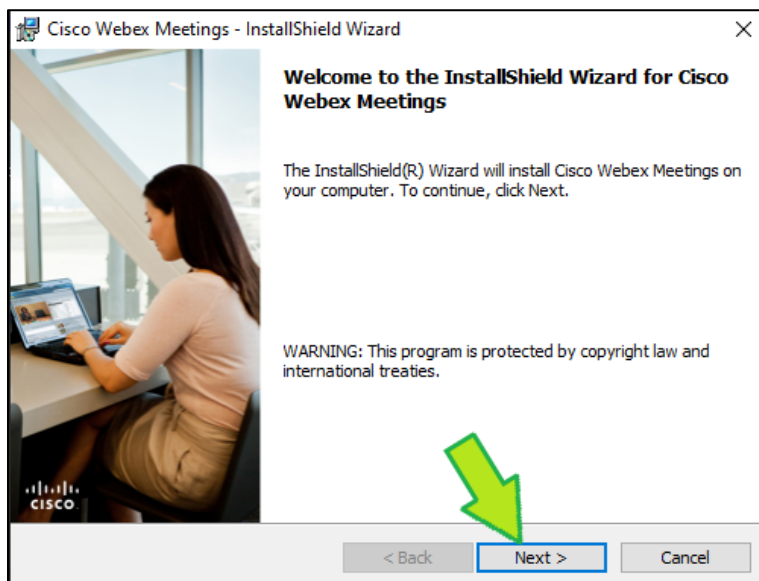 Cisco Webex Meetings - InstallShield Wizard
Welcome to the InstallShield Wizard for Cisco
Webex Meetings
The InstallShield(R) Wizard will install Cisco Webex Meetings on
your computer. To continue, click Next.
WARNING: This program is protected by copyright law and
international treaties.
CISCO
< Back
Next >
Cancel